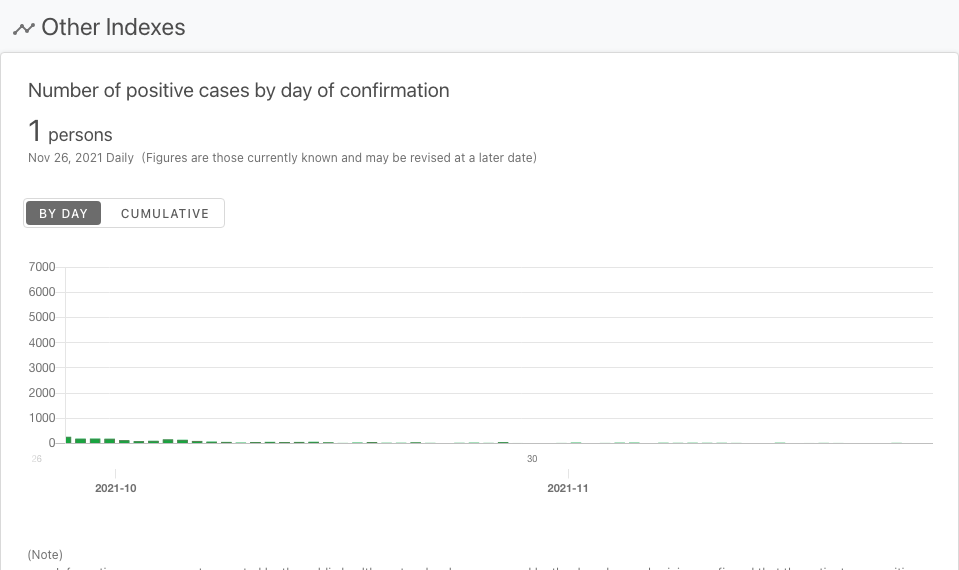 Other Indexes
Number of positive cases by day of confirmation
1 persons
Nov 26, 2021 Daily (Figures are those currently known and may be revised at a later date)
BY DAY CUMULATIVE
7000
6000
5000
4000
3000
2000
1000
0
26 30
2021-10 2021-11
(Note)